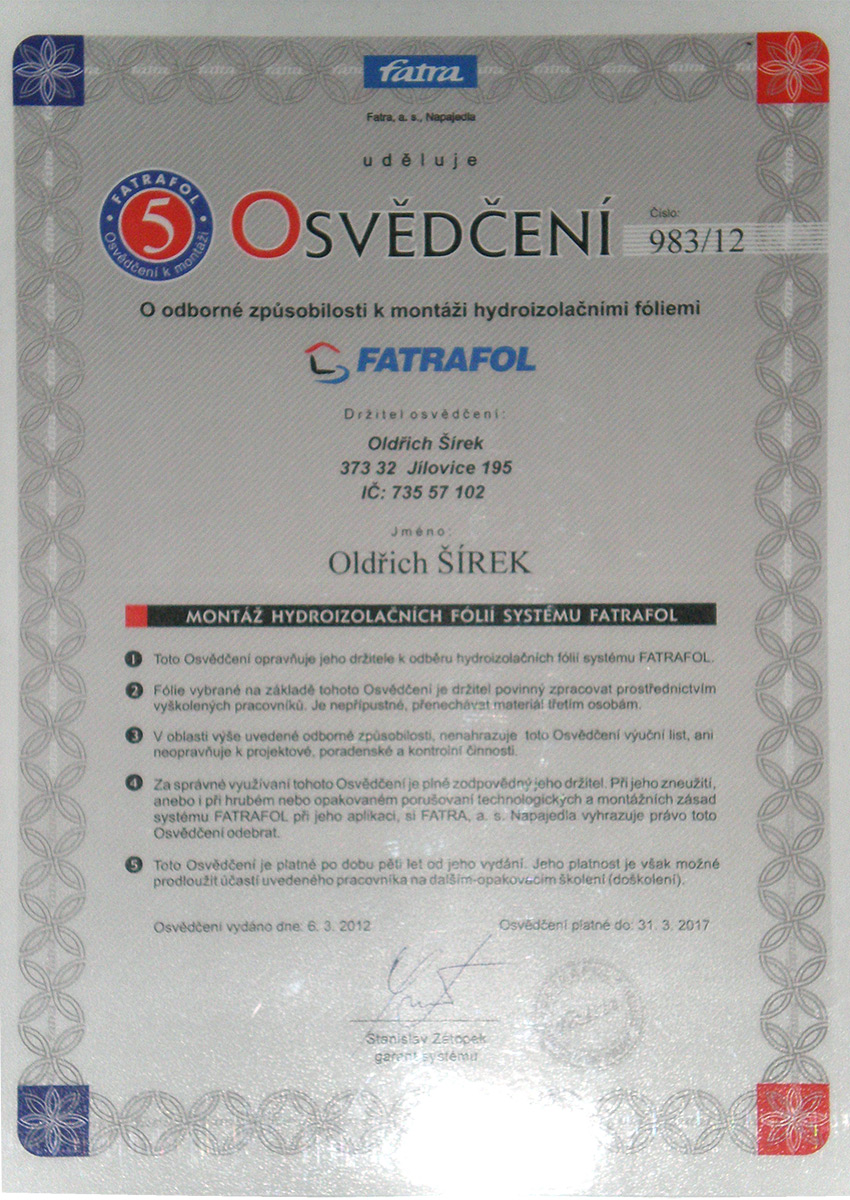 fatra
Fatra, a. s., Napajedla
uděluje
FATRAFOL
5
Osvědčení k montáži
OSVĚDČENÍ
Číslo:
983/12
O odborné způsobilosti k montáži hydroizolačními fóliemi
FATRAFOL
Držitel osvědčení:
Oldřich Šírek
373 32 Jílovice 195
IČ: 735 57 102
Jméno:
Oldřich ŠÍREK
MONTÁŽ HYDROIZOLAČNÍCH FÓLIÍ SYSTÉMU FATRAFOL
1 Toto Osvědčení opravňuje jeho držitele k odběru hydroizolačních fólií systému FATRAFOL.
2 Fólie vybrané na základě tohoto Osvědčení je držitel povinný zpracovat prostřednictvím
vyškolených pracovníků. Je nepřípustné, přenechávat materiál třetím osobám.
3 V oblasti výše uvedené odborné způsobilosti, nenahrazuje toto Osvědčení výuční list, ani
neopravňuje k projektové, poradenské a kontrolní činnosti.
4 Za správné využívaní tohoto Osvědčení je plně zodpovědný jeho držitel. Při jeho zneužití,
anebo i při hrubém nebo opakovaném porušovaní technologických a montážních zásad
systému FATRAFOL při jeho aplikaci, si FATRA, a. s. Napajedla vyhrazuje právo toto
Osvědčení odebrat.
5 Toto Osvědčení je platné po dobu pěti let od jeho vydání. Jeho platnost je však možné
prodloužit účastí uvedeného pracovníka na dalším-opakovacím školení (doškolení).
Osvědčení vydáno dne: 6. 3. 2012
Osvědčení platné do: 31. 3. 2017
Stanislav Zátopek
garant systému